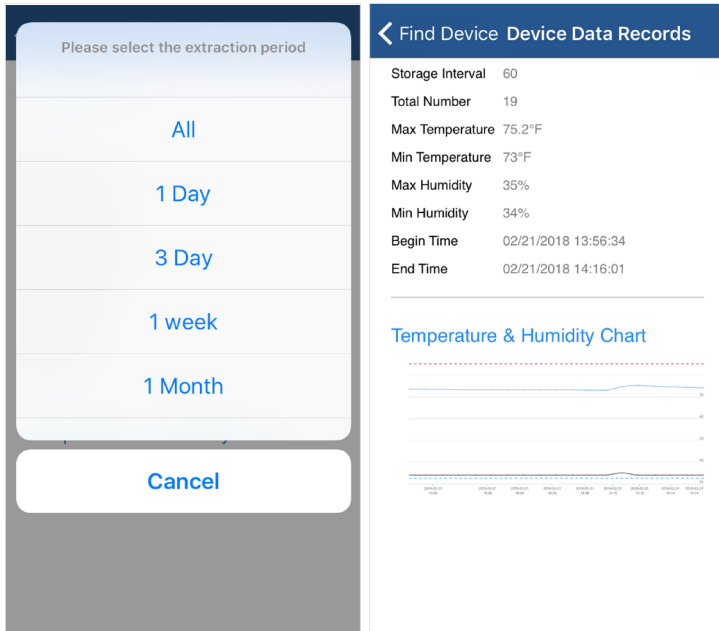 Please select the extraction period
All
1 Day
3 Day
1 week
1 Month
Cancel
Find Device Device Data Records
Storage Interval 60
Total Number 19
Max Temperature 75.2°F
Min Temperature 73°F
Max Humidity 35%
Min Humidity 34%
Begin Time 02/21/2018 13:56:34
End Time 02/21/2018 14:16:01
Temperature & Humidity Chart